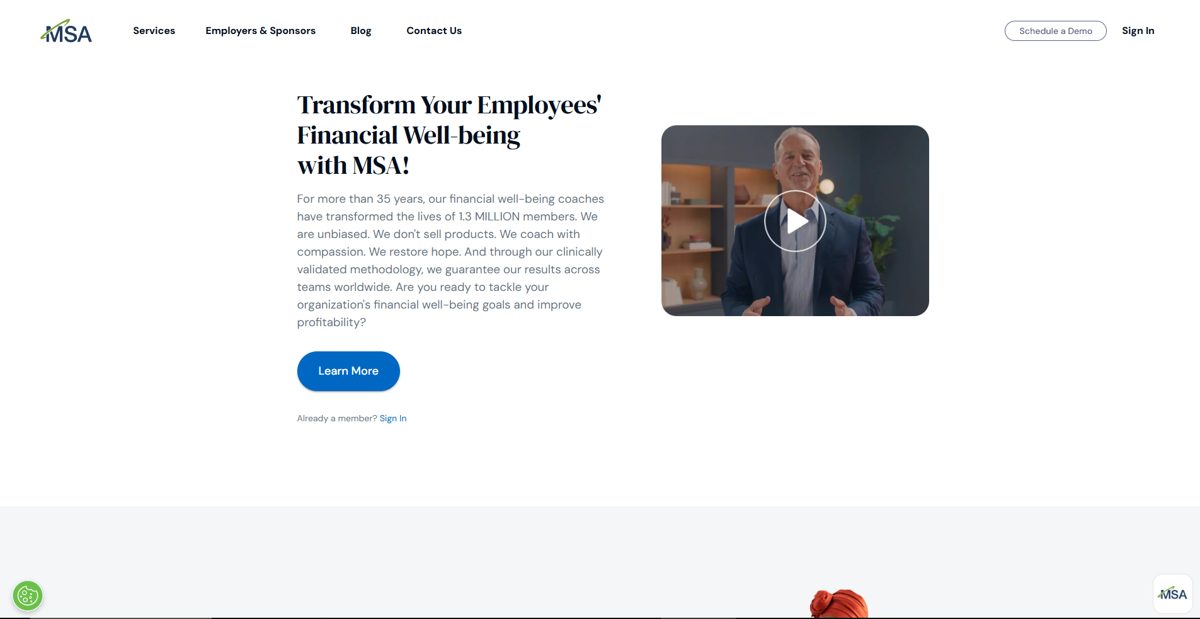 MSA
Services
Employers & Sponsors
Blog
Contact Us
Schedule a Demo
Sign In
Transform Your Employees'
Financial Well-being
with MSA!
For more than 35 years, our financial well-being coaches
have transformed the lives of 1.3 MILLION members. We
are unbiased. We don't sell products. We coach with
compassion. We restore hope. And through our clinically
validated methodology, we guarantee our results across
teams worldwide. Are you ready to tackle your
organization's financial well-being goals and improve
profitability?
Learn More
Already a member? Sign In
MSA